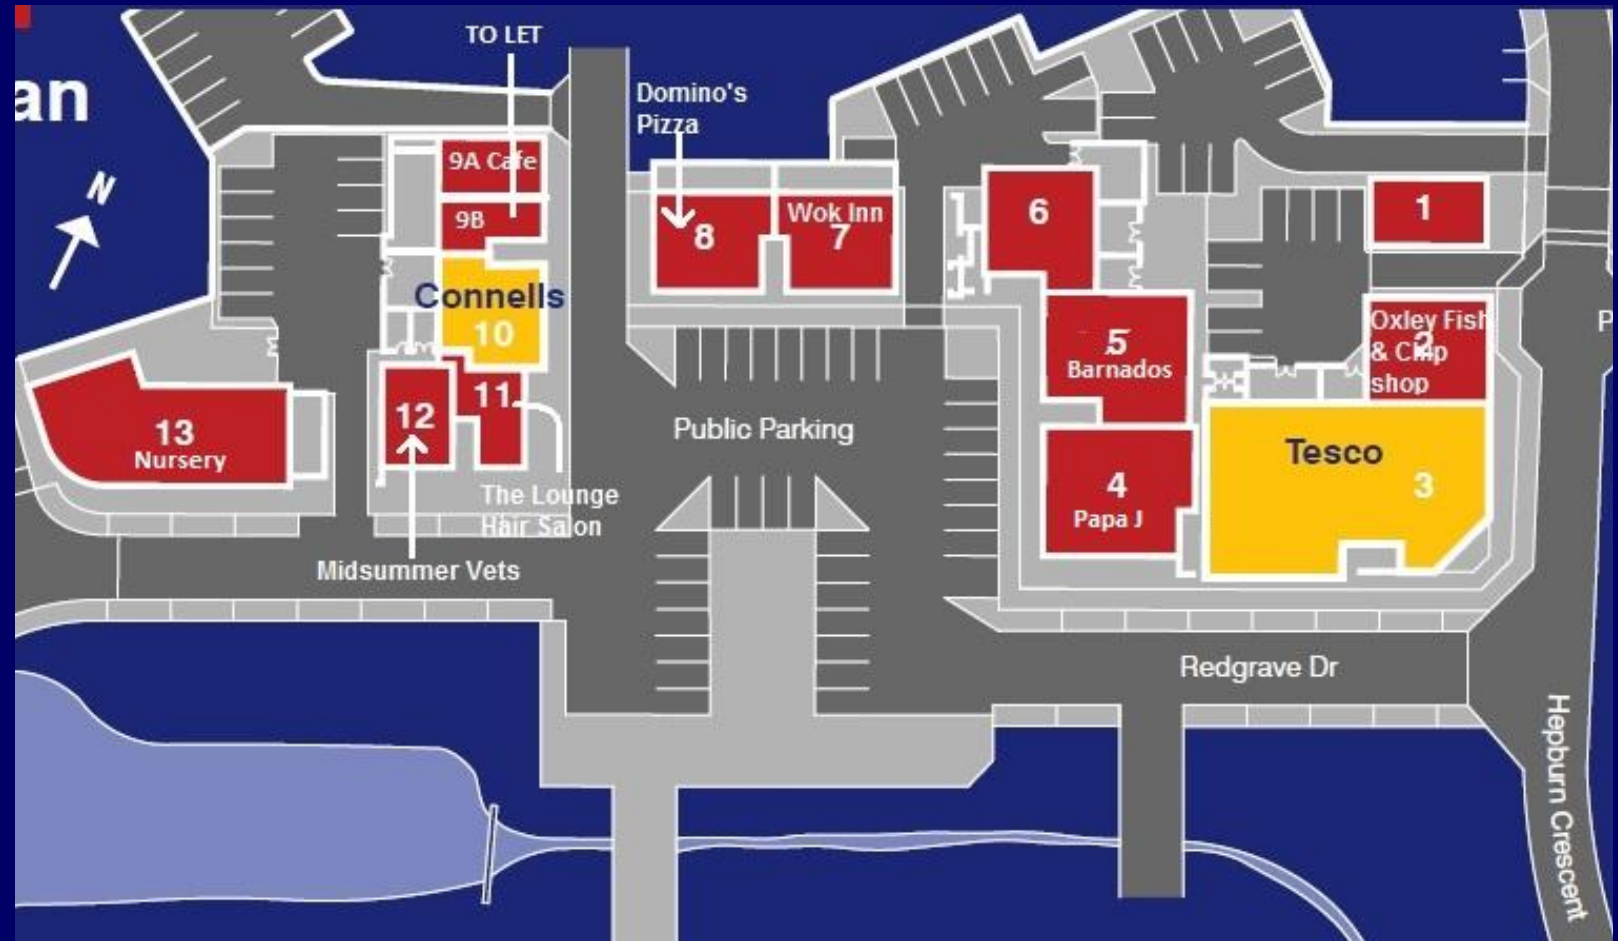 an
N
TO LET
Domino's
Pizza
9A Cafe
9B
Connells
10
8
Wok Inn
7
6
1
5
Barnados
Oxley Fish
& Chip
shop
2
11
12
13
Nursery
Public Parking
Tesco
3
4
Papa J
The Lounge
Hair Salon
Midsummer Vets
Redgrave Dr
Hepburn Crescent
P